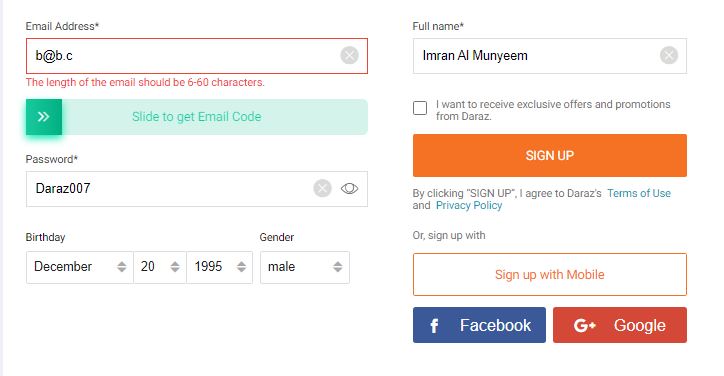 Email Address*
b@b.c
The length of the email should be 6-60 characters.
Slide to get Email Code
Password*
Daraz007
Birthday Gender
December 20 1995 male
Full name*
Imran Al Munyeem
I want to receive exclusive offers and promotions
from Daraz.
SIGN UP
By clicking "SIGN UP", I agree to Daraz's Terms of Use
and Privacy Policy
Or, sign up with
Sign up with Mobile
f Facebook G+ Google